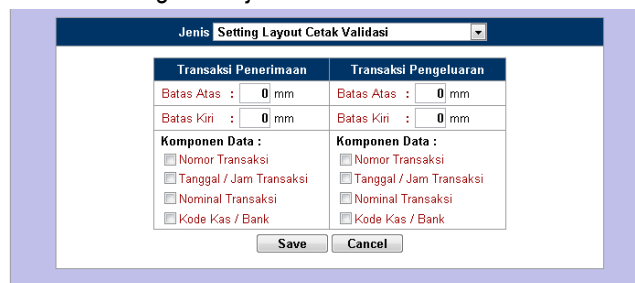 Jenis Setting Layout Cetak Validasi
Transaksi Penerimaan Transaksi Pengeluaran
Batas Atas : 0 mm Batas Atas : 0 mm
Batas Kiri : 0 mm Batas Kiri : 0 mm
Komponen Data : Komponen Data :
Nomor Transaksi Nomor Transaksi
Tanggal / Jam Transaksi Tanggal / Jam Transaksi
Nominal Transaksi Nominal Transaksi
Kode Kas / Bank Kode Kas / Bank
Save Cancel